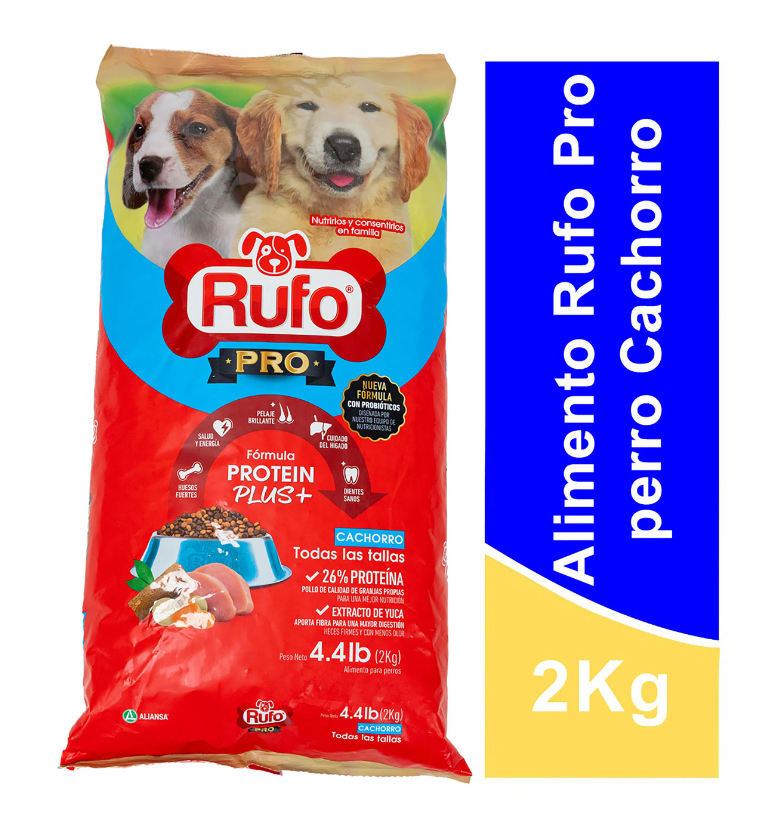 Nutrirlos y consentirlos
en familia
Rufo®
PRO
NUEVA
FÓRMULA
CON PROBIÓTICOS
DISEÑADA POR
NUESTRO EQUIPO DE
NUTRICIONISTAS
PELAJE
BRILLANTE
SALUD
Y ENERGÍA
CUIDADO
DEL HÍGADO
HUESOS
FUERTES
DIENTES
SANOS
Fórmula
PROTEIN
PLUS+
CACHORRO
Todas las tallas
26% PROTEÍNA
POLLO DE CALIDAD DE GRANJAS PROPIAS
PARA UNA MEJOR NUTRICIÓN
EXTRACTO DE YUCA
APORTA FIBRA PARA UNA MAYOR DIGESTIÓN
HECES FIRMES Y CON MENOS OLOR
Peso Neto 4.4lb (2Kg)
Alimento para perros
ALIANSA
Rufo
PRO
Peso Neto 4.4lb (2Kg)
CACHORRO
Todas las tallas
Alimento Rufo Pro
perro Cachorro
2Kg